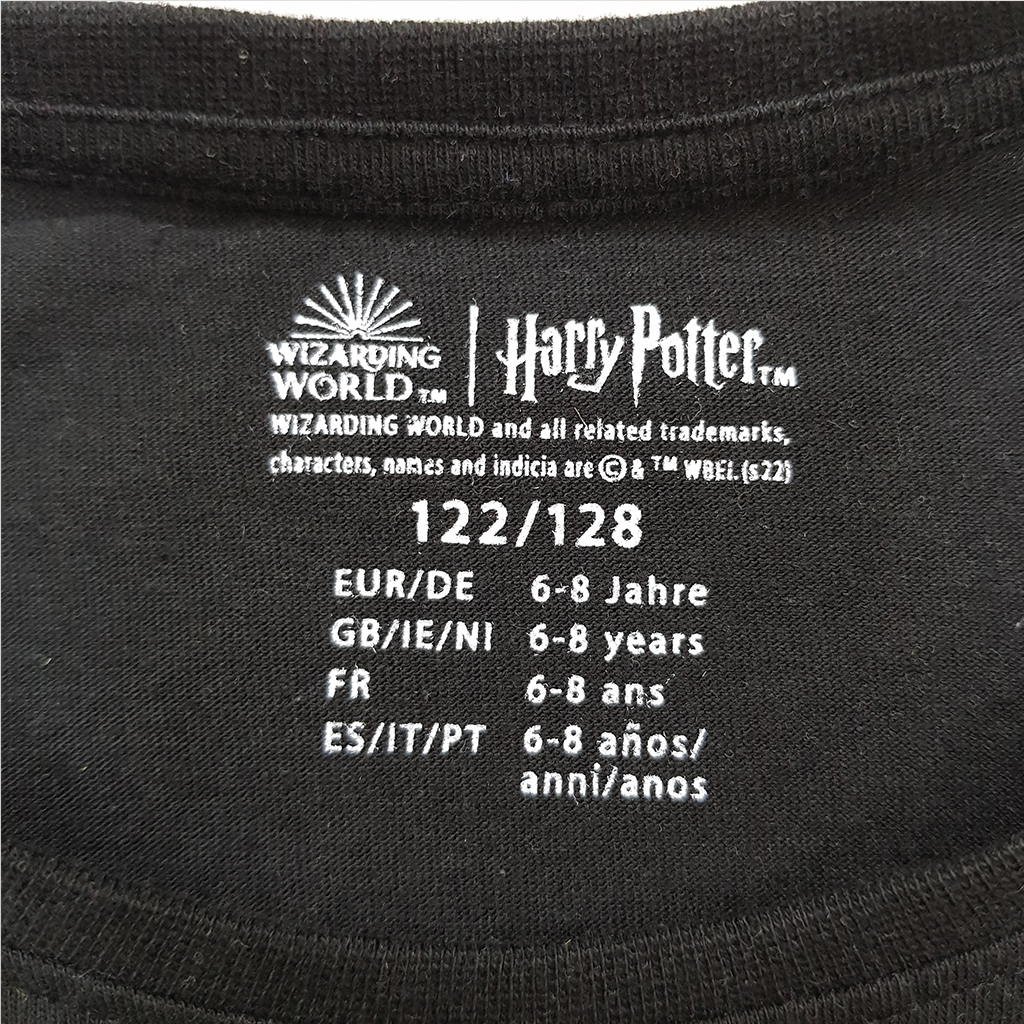 WIZARDING
WORLD TM | Harry Potter TM
WIZARDING WORLD and all related trademarks,
characters, names and indicia are © & ™ WBEI. (s22)
122/128
EUR/DE 6-8 Jahre
GB/IE/NI 6-8 years
FR 6-8 ans
ES/IT/PT 6-8 años/
anni/anos